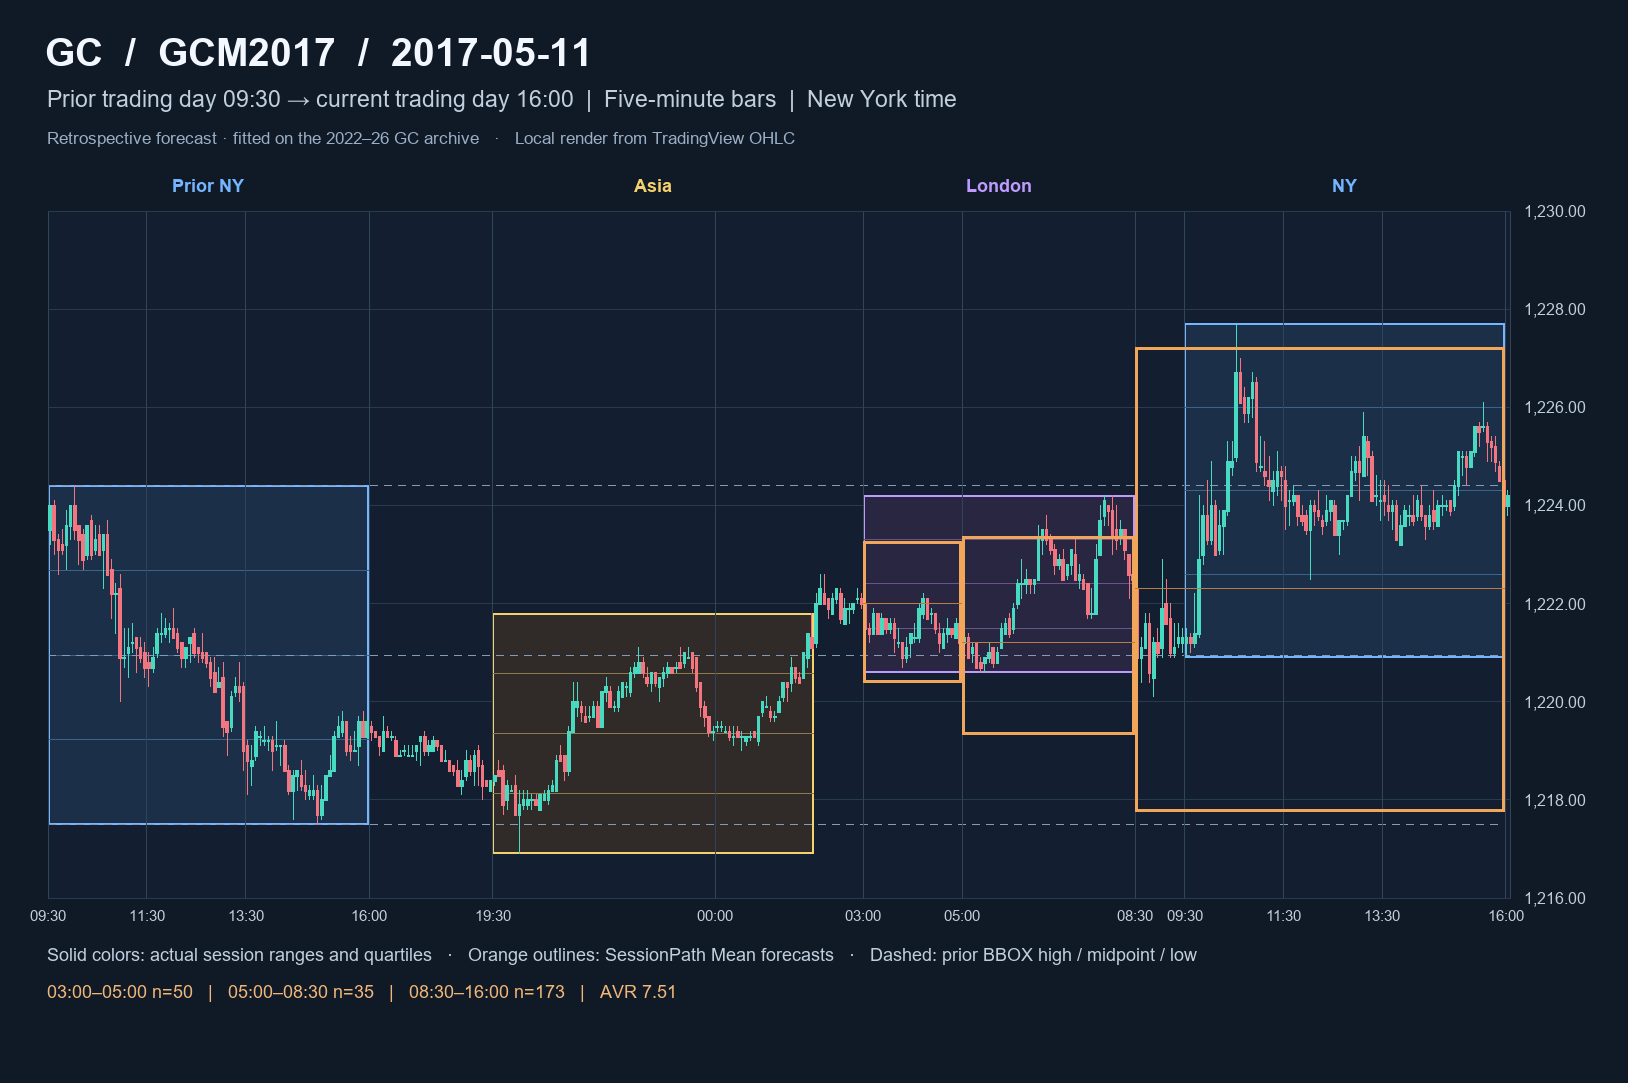 GC / GCM2017 / 2017-05-11
Prior trading day 09:30 → current trading day 16:00 | Five-minute bars | New York time
Retrospective forecast · fitted on the 2022–26 GC archive · Local render from TradingView OHLC
Prior NY Asia London NY
1,230.00
1,228.00
1,226.00
1,224.00
1,222.00
1,220.00
1,218.00
1,216.00
09:30 11:30 13:30 16:00 19:30 00:00 03:00 05:00 08:30 09:30 11:30 13:30 16:00
Solid colors: actual session ranges and quartiles · Orange outlines: SessionPath Mean forecasts · Dashed: prior BBOX high / midpoint / low
03:00–05:00 n=50 | 05:00–08:30 n=35 | 08:30–16:00 n=173 | AVR 7.51